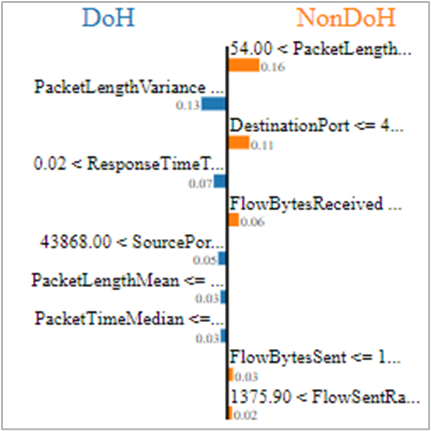 DoH NonDoH
54.00 < PacketLength...
0.16
PacketLengthVariance ...
0.13
DestinationPort <= 4...
0.11
0.02 < ResponseTimeT...
0.07
FlowBytesReceived ...
0.06
43868.00 < SourcePor...
0.05
PacketLengthMean <= ...
0.03
PacketTimeMedian <=...
0.03
FlowBytesSent <= 1...
0.03
1375.90 < FlowSentRa...
0.02